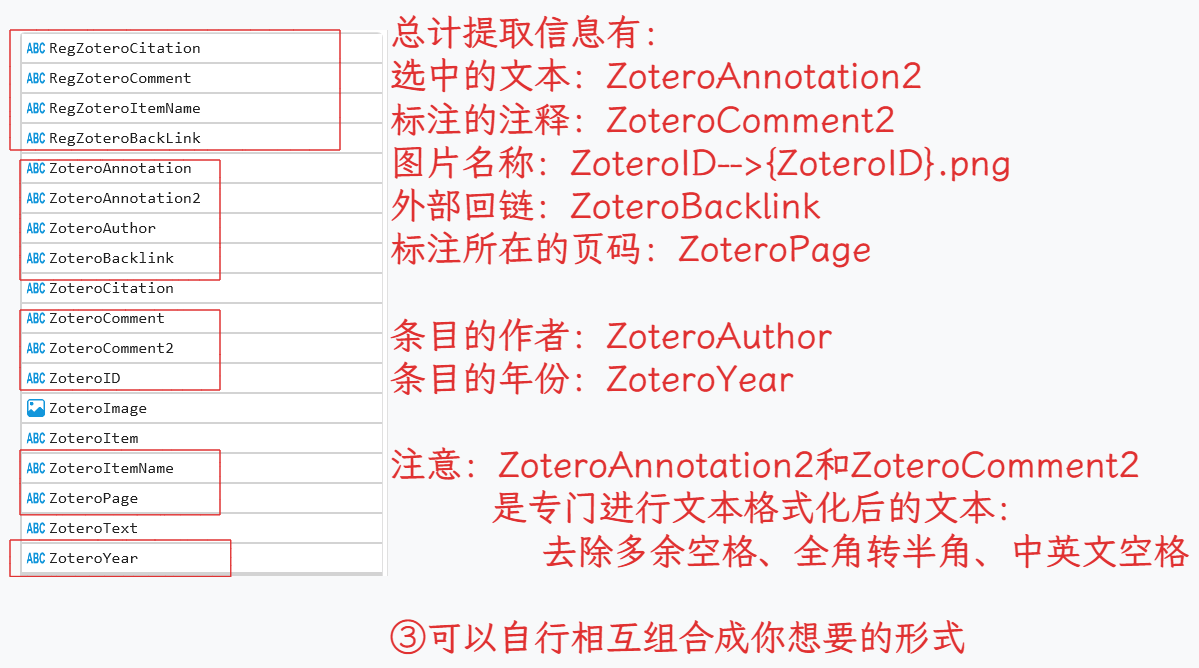 ABC RegZoteroCitation
ABC RegZoteroComment
ABC RegZoteroItemName
ABC RegZoteroBackLink
ABC ZoteroAnnotation
ABC ZoteroAnnotation2
ABC ZoteroAuthor
ABC ZoteroBacklink
ABC ZoteroCitation
ABC ZoteroComment
ABC ZoteroComment2
ABC ZoteroID
ZoteroImage
ABC ZoteroItem
ABC ZoteroItemName
ABC ZoteroPage
ABC ZoteroText
ABC ZoteroYear
总计提取信息有：
选中的文本：ZoteroAnnotation2
标注的注释：ZoteroComment2
图片名称：ZoteroID-->{ZoteroID}.png
外部回链：ZoteroBacklink
标注所在的页码：ZoteroPage
条目的作者：ZoteroAuthor
条目的年份：ZoteroYear
注意：ZoteroAnnotation2和ZoteroComment2
是专门进行文本格式化后的文本：
去除多余空格、全角转半角、中英文空格
③可以自行相互组合成你想要的形式